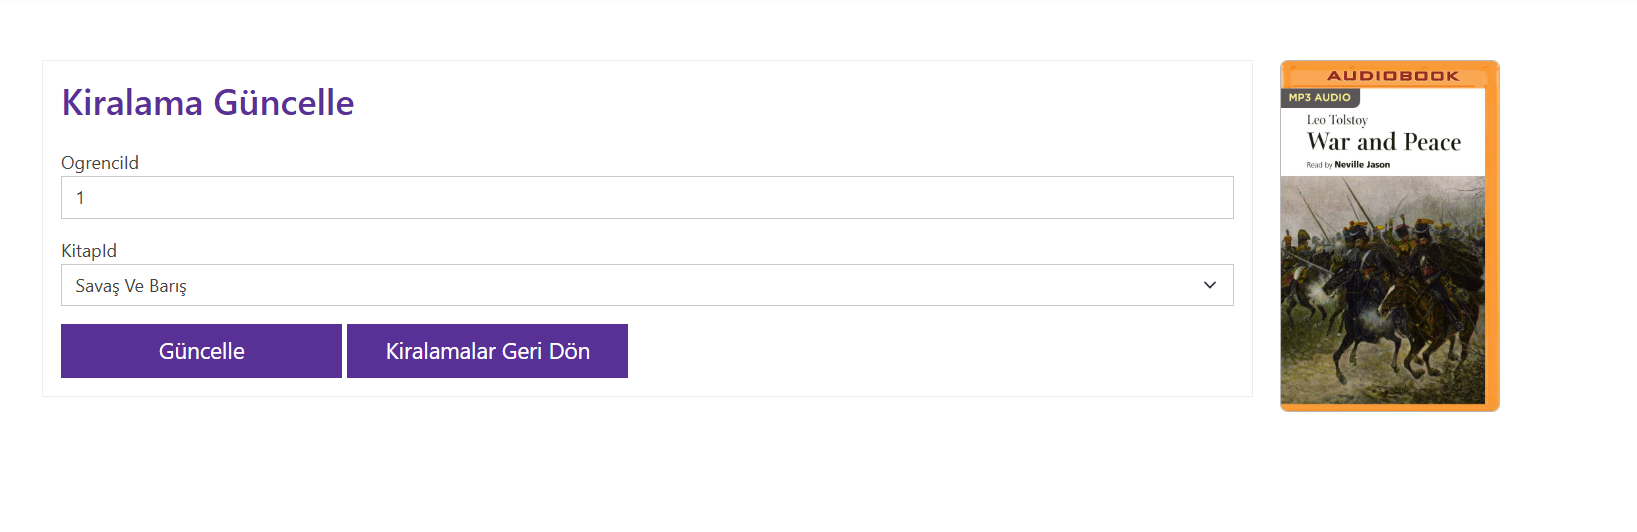 Kiralama Güncelle
OgrenciId
1
KitapId
Savaş Ve Barış
Güncelle
Kiralamalar Geri Dön
AUDIOBOOK
MP3 AUDIO
Leo Tolstoy
War and Peace
Read by Neville Jason